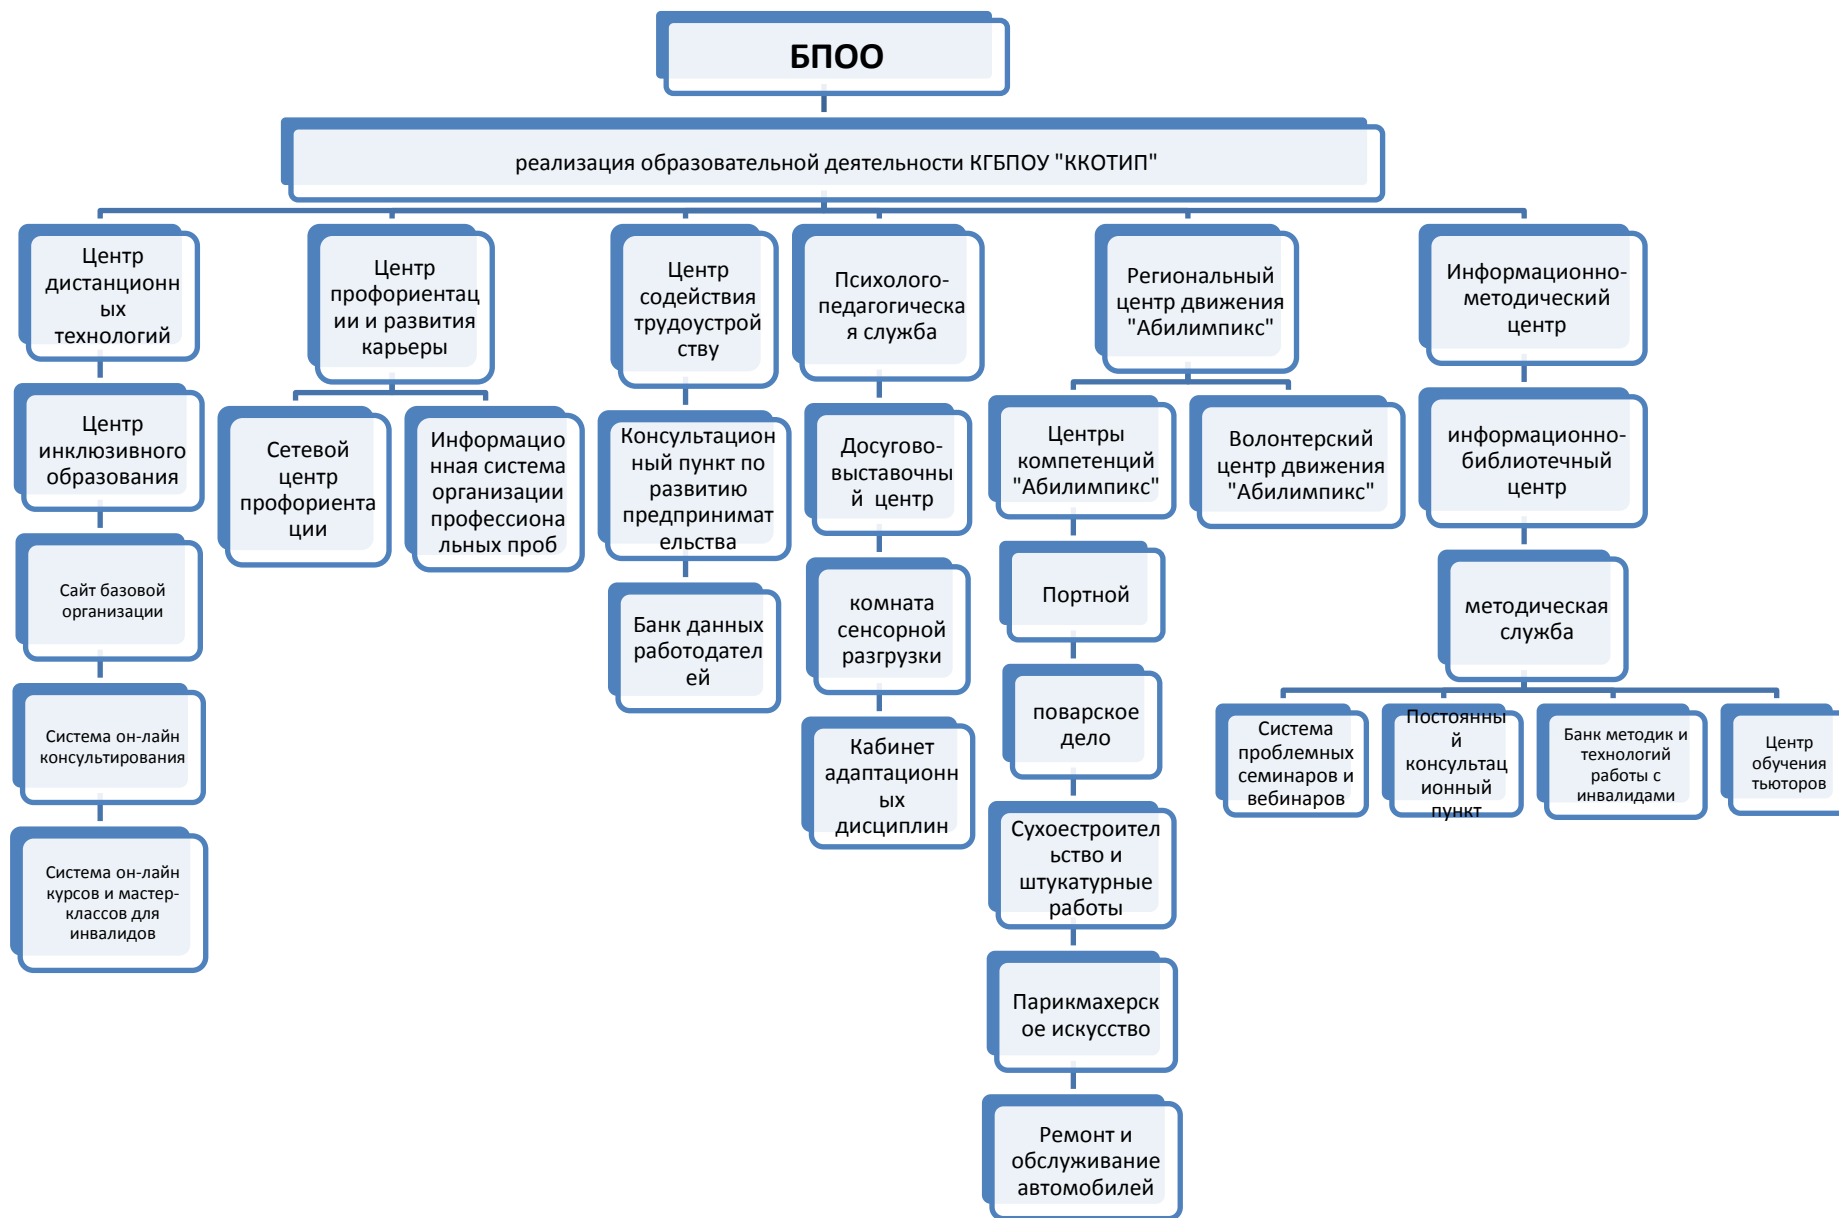 БПОО
реализация образовательной деятельности КГБПОУ "ККОТИП"
Центр
дистанционн
ых
технологий
Центр
инклюзивного
образования
Сайт базовой
организации
Система он-лайн
консультирования
Система он-лайн
курсов и мастер-
классов для
инвалидов
Центр
профориентац
ии и развития
карьеры
Сетевой
центр
профориента
ции
Информацио
нная система
организации
профессиона
льных проб
Центр
содействия
трудоустрой
ству
Консультацион
ный пункт по
развитию
предпринимат
ельства
Банк данных
работодател
ей
Психолого-
педагогическа
я служба
Досугово-
выставочны
й центр
комната
сенсорной
разгрузки
Кабинет
адаптационн
ых
дисциплин
Региональный
центр движения
"Абилимпикс"
Центры
компетенций
"Абилимпикс"
Портной
поварское
дело
Сухоестроител
ьство и
штукатурные
работы
Парикмахерск
ое искусство
Ремонт и
обслуживание
автомобилей
Волонтерский
центр движения
"Абилимпикс"
Информационно-
методический
центр
информационно-
библиотечный
центр
методическая
служба
Система
проблемных
семинаров и
вебинаров
Постоянны
й
консультац
ионный
пункт
Банк методик и
технологий
работы с
инвалидами
Центр
обучения
тьюторов